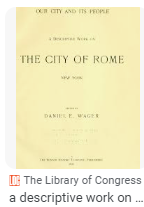 OUR CITY AND ITS PEOPLE
A DESCRIPTIVE WORK ON
THE CITY OF ROME
NEW YORK
DANIEL E. WAGER
The Library of Congress
a descriptive work on ...